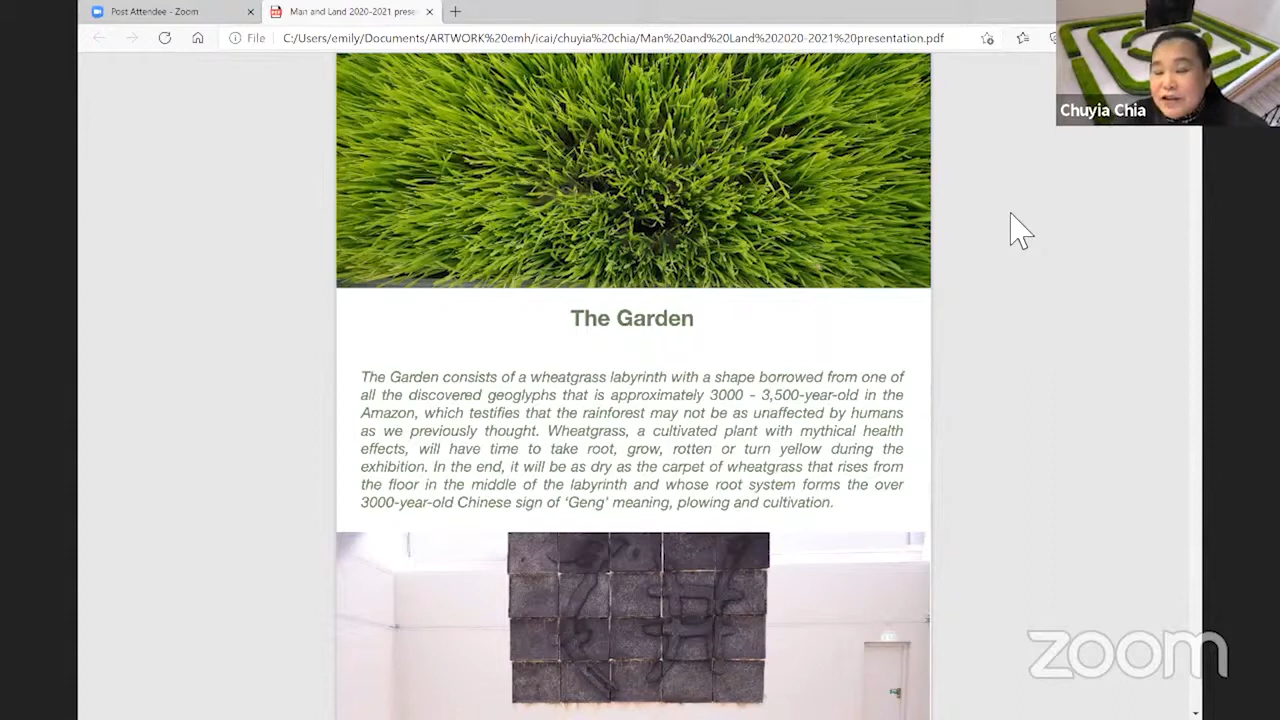 Post Attendee - Zoom
Man and Land 2020-2021 prese
File
C:/Users/emily/Documents/ARTWORK%20emh/icai/chuyia%20chia/Man%20and%20Land%202020-2021%20presentation.pdf
Chuyia Chia
The Garden
The Garden consists of a wheatgrass labyrinth with a shape borrowed from one of
all the discovered geoglyphs that is approximately 3000 - 3,500-year-old in the
Amazon, which testifies that the rainforest may not be as unaffected by humans
as we previously thought. Wheatgrass, a cultivated plant with mythical health
effects, will have time to take root, grow, rotten or turn yellow during the
exhibition. In the end, it will be as dry as the carpet of wheatgrass that rises from
the floor in the middle of the labyrinth and whose root system forms the over
3000-year-old Chinese sign of ‘Geng’ meaning, plowing and cultivation.
zoom